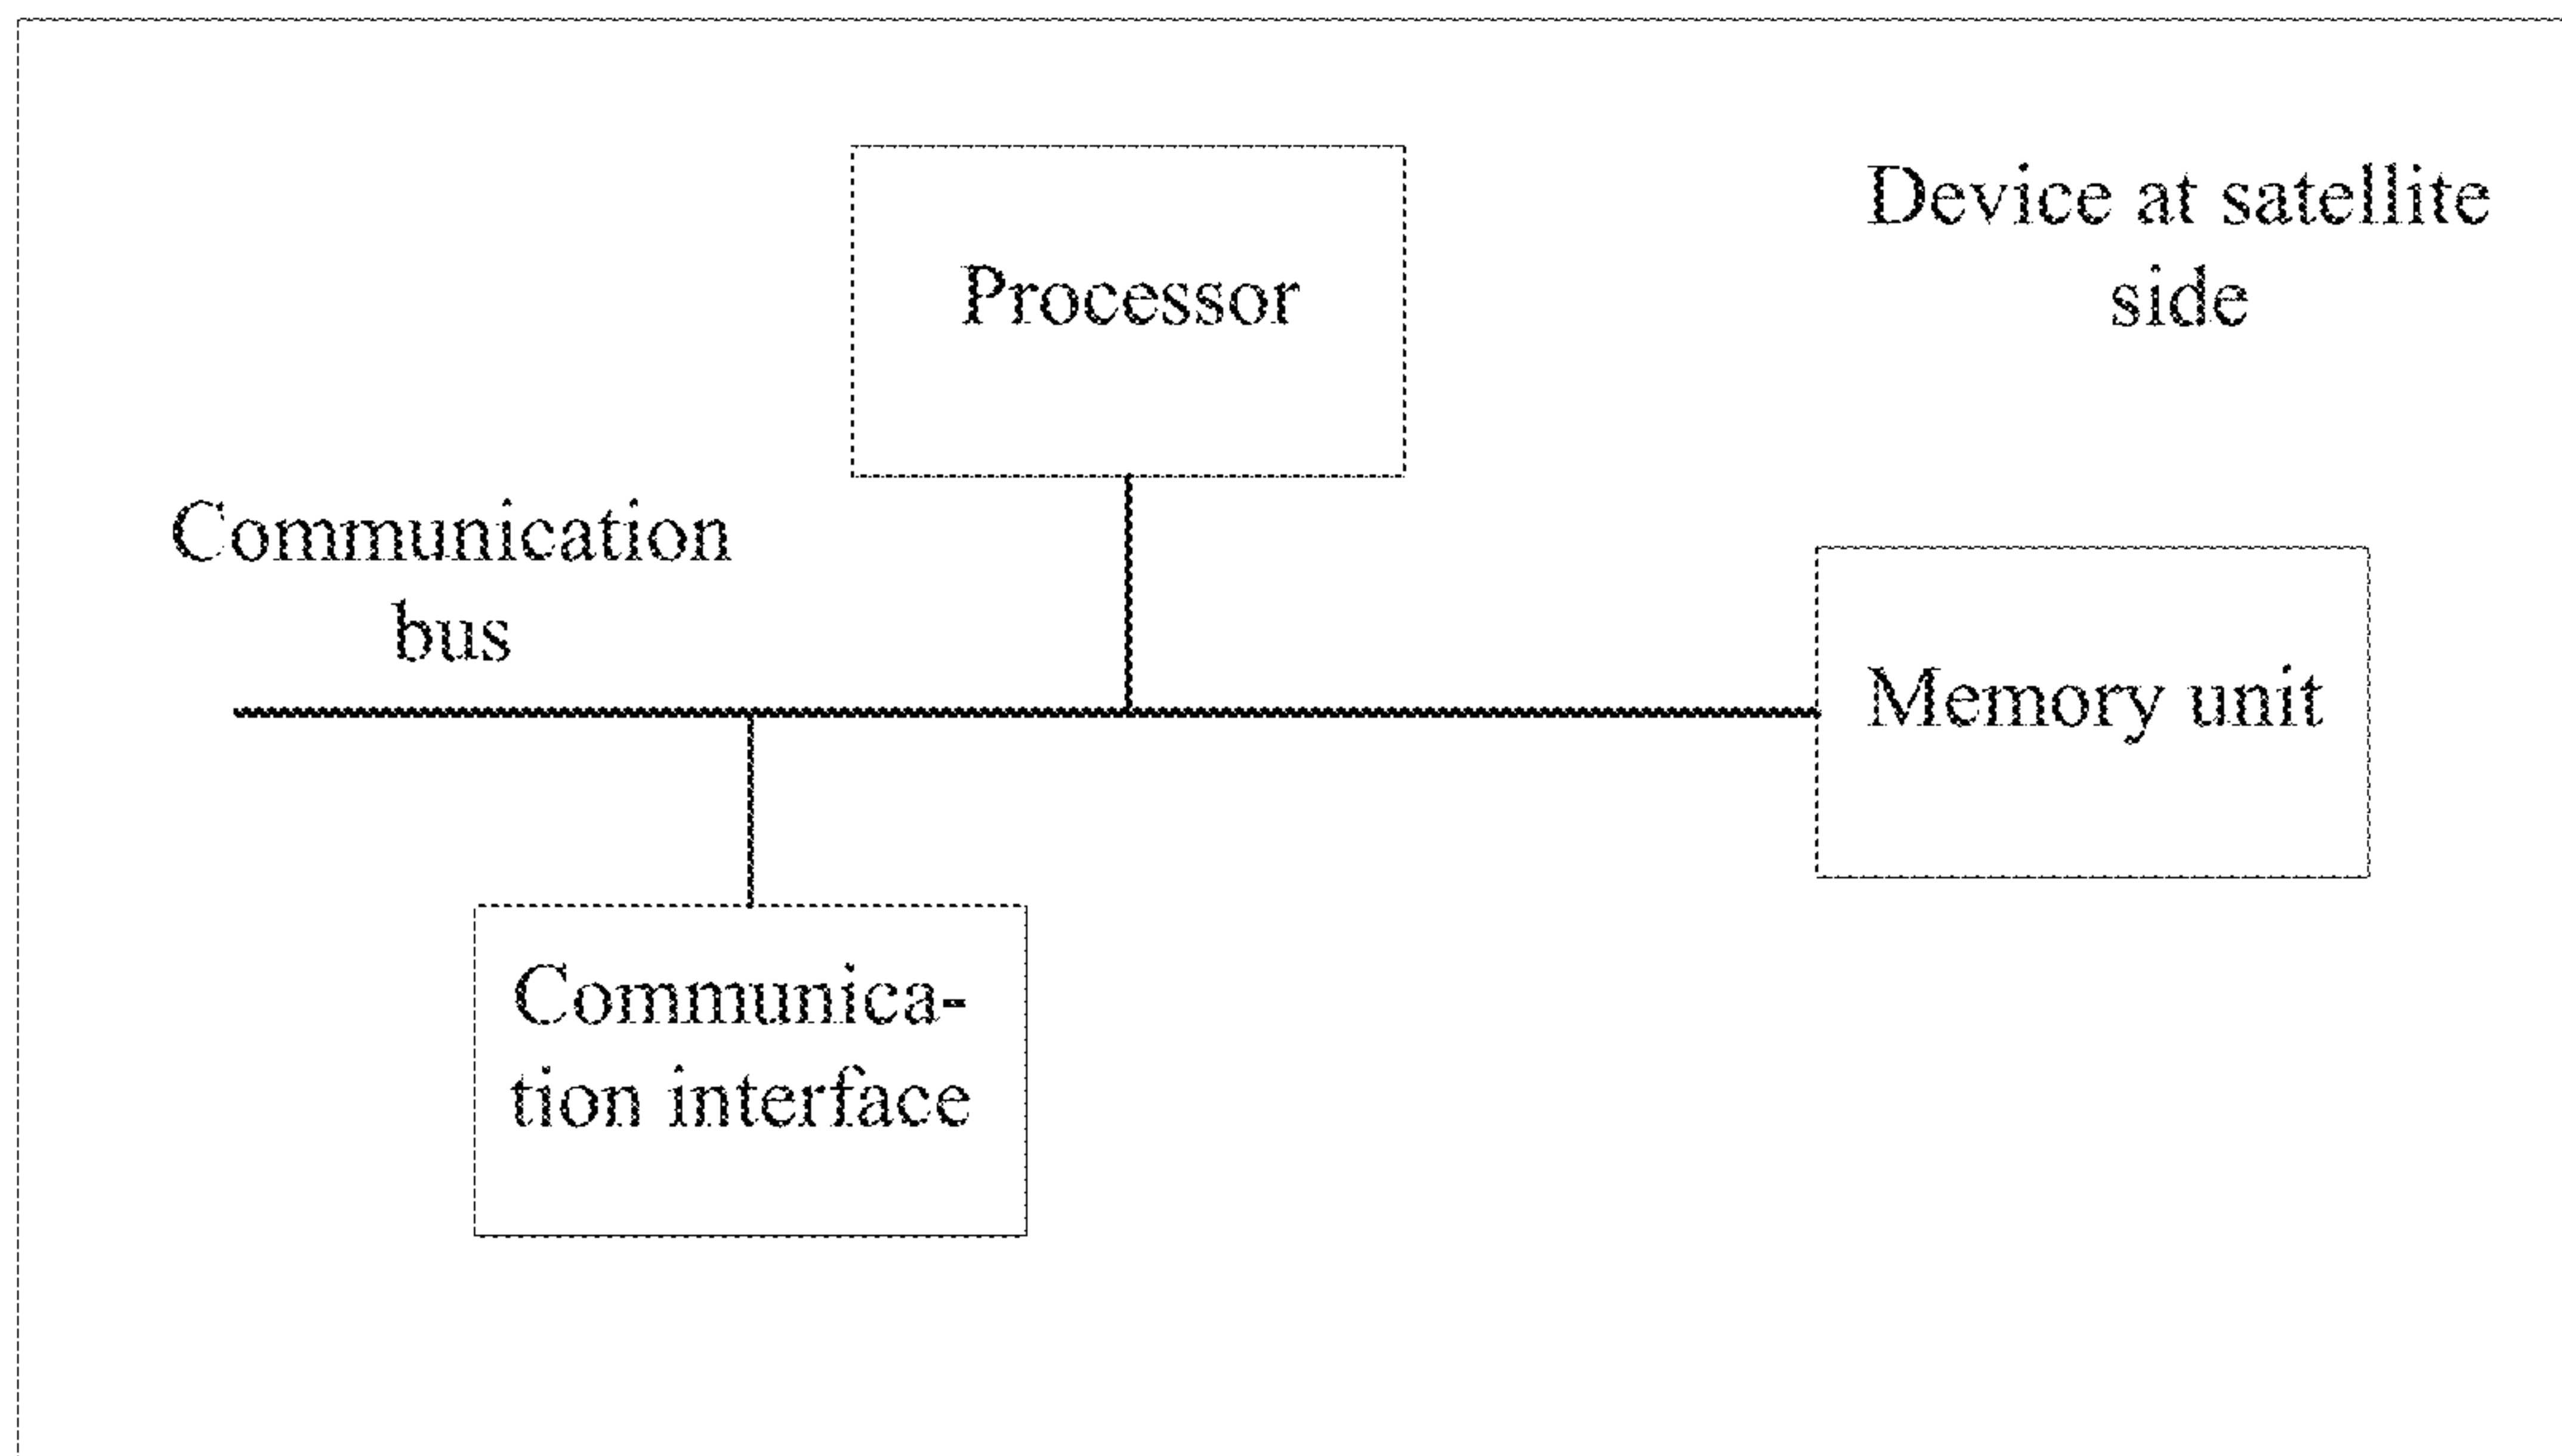 Processor
Device at satellite
side
Communication
bus
Memory unit
Communica-
tion interface